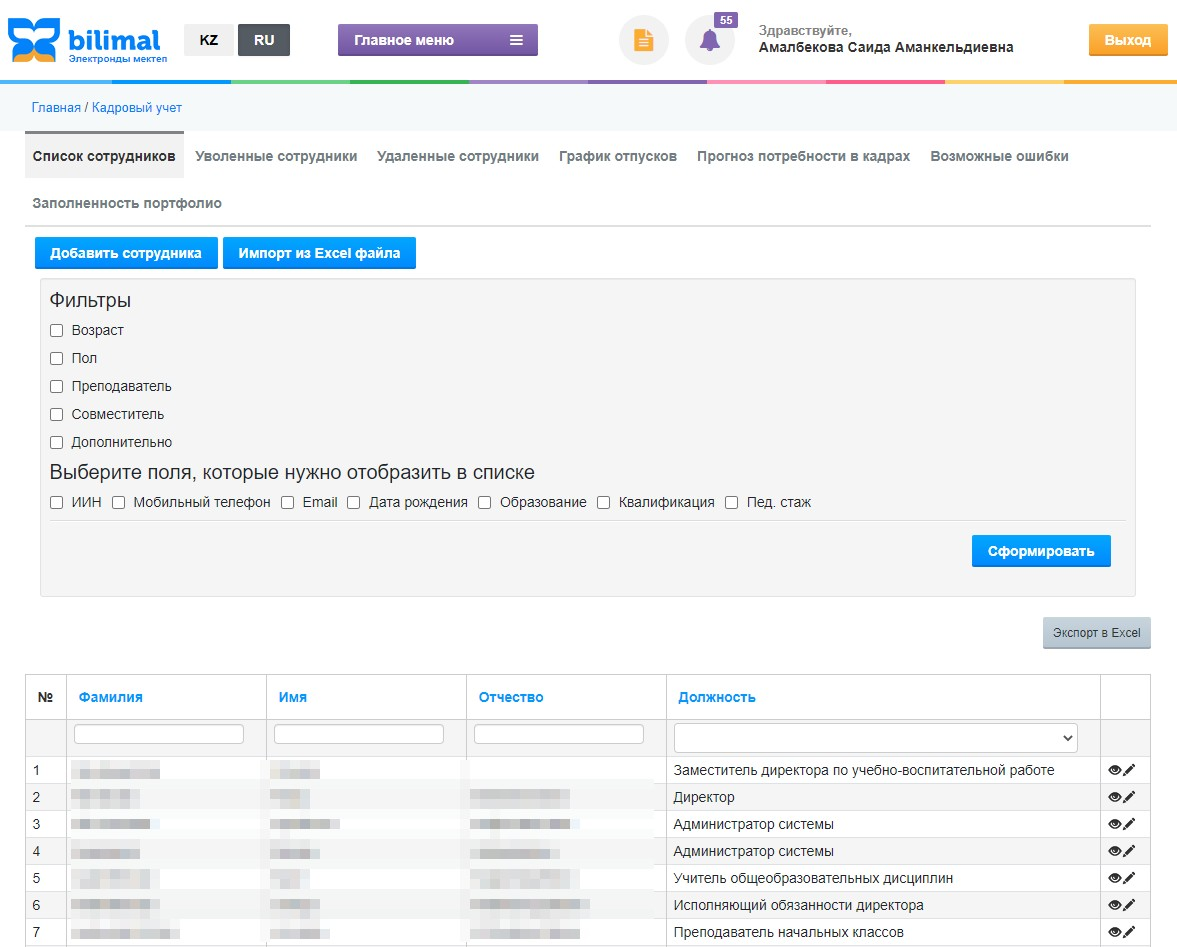 bilimal
Электронды мектеп
KZ
RU
Главное меню
55
Здравствуйте,
Амалбекова Саида Аманкельдиевна
Выход
Главная / Кадровый учет
Список сотрудников Уволенные сотрудники Удаленные сотрудники График отпусков Прогноз потребности в кадрах Возможные ошибки
Заполненность портфолио
Добавить сотрудника Импорт из Excel файла
Фильтры
Возраст
Пол
Преподаватель
Совместитель
Дополнительно
Выберите поля, которые нужно отобразить в списке
ИИН Мобильный телефон Email Дата рождения Образование Квалификация Пед. стаж
Сформировать
Экспорт в Excel
№ Фамилия Имя Отчество Должность
1 Заместитель директора по учебно-воспитательной работе
2 Директор
3 Администратор системы
4 Администратор системы
5 Учитель общеобразовательных дисциплин
6 Исполняющий обязанности директора
7 Преподаватель начальных классов